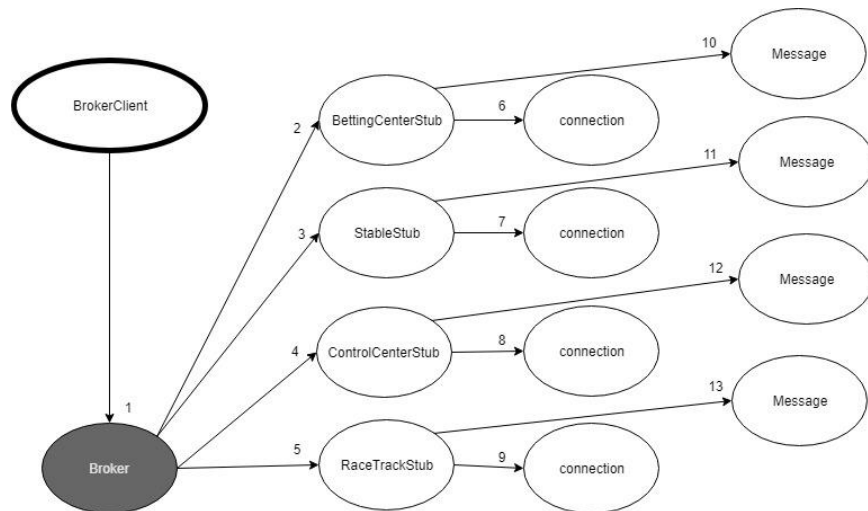 10
Message
BrokerClient
6
BettingCenterStub
connection
2
11
Message
3
7
StableStub
connection
12
Message
4
8
ControlCenterStub
connection
13
Message
1
5
9
Broker
RaceTrackStub
connection